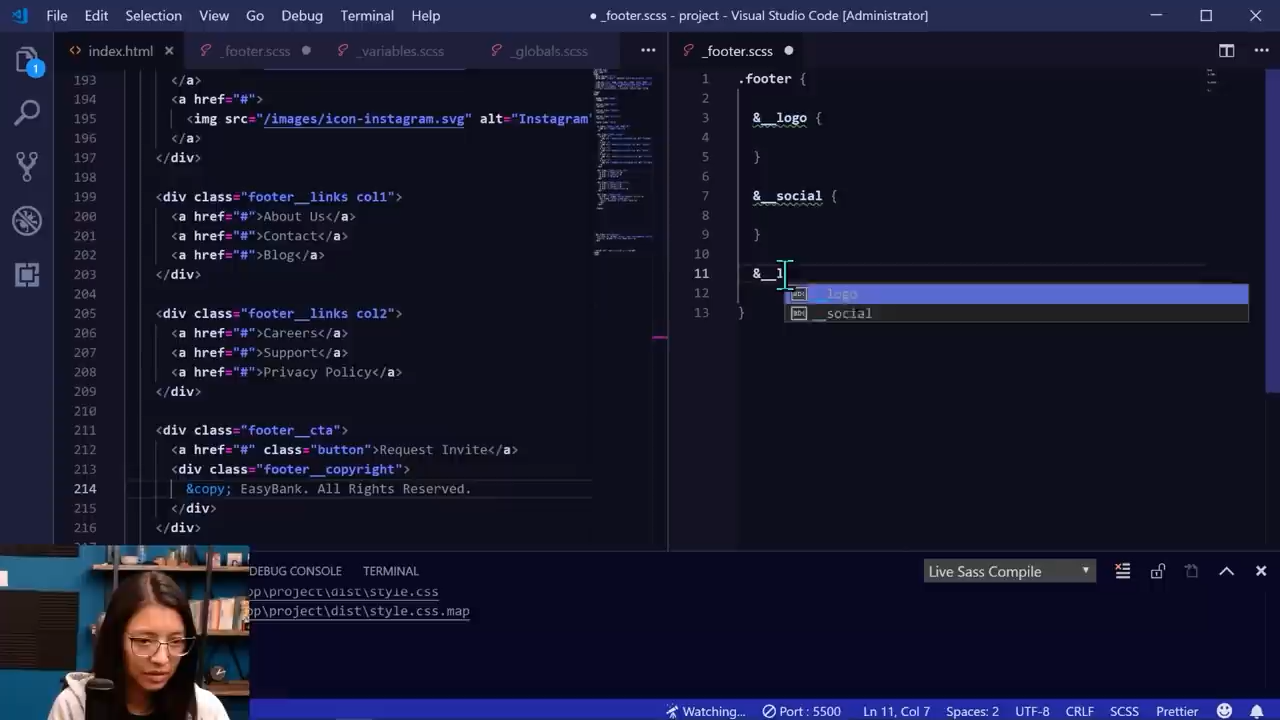 File Edit Selection View Go Debug Terminal Help
● _footer.scss - project - Visual Studio Code [Administrator]
1
index.html
_footer.scss
_variables.scss
_globals.scss
_footer.scss
193 </a>
194 <a href="#">
195 img src="/images/icon-instagram.svg" alt="Instagram"
196 </a>
197 </div>
198
199 <div class="footer__links col1">
200 <a href="#">About Us</a>
201 <a href="#">Contact</a>
202 <a href="#">Blog</a>
203 </div>
204
205 <div class="footer__links col2">
206 <a href="#">Careers</a>
207 <a href="#">Support</a>
208 <a href="#">Privacy Policy</a>
209 </div>
210
211 <div class="footer__cta">
212 <a href="#" class="button">Request Invite</a>
213 <div class="footer__copyright">
214 &copy; EasyBank. All Rights Reserved.
215 </div>
216 </div>
1 .footer {
2
3 &__logo {
4
5 }
6
7 &__social {
8
9 }
10
11 &__l
12
13 }
__logo
__social
DEBUG CONSOLE TERMINAL
Live Sass Compile
op\project\dist\style.css
op\project\dist\style.css.map
Watching... Port : 5500 Ln 11, Col 7 Spaces: 2 UTF-8 CRLF SCSS Prettier